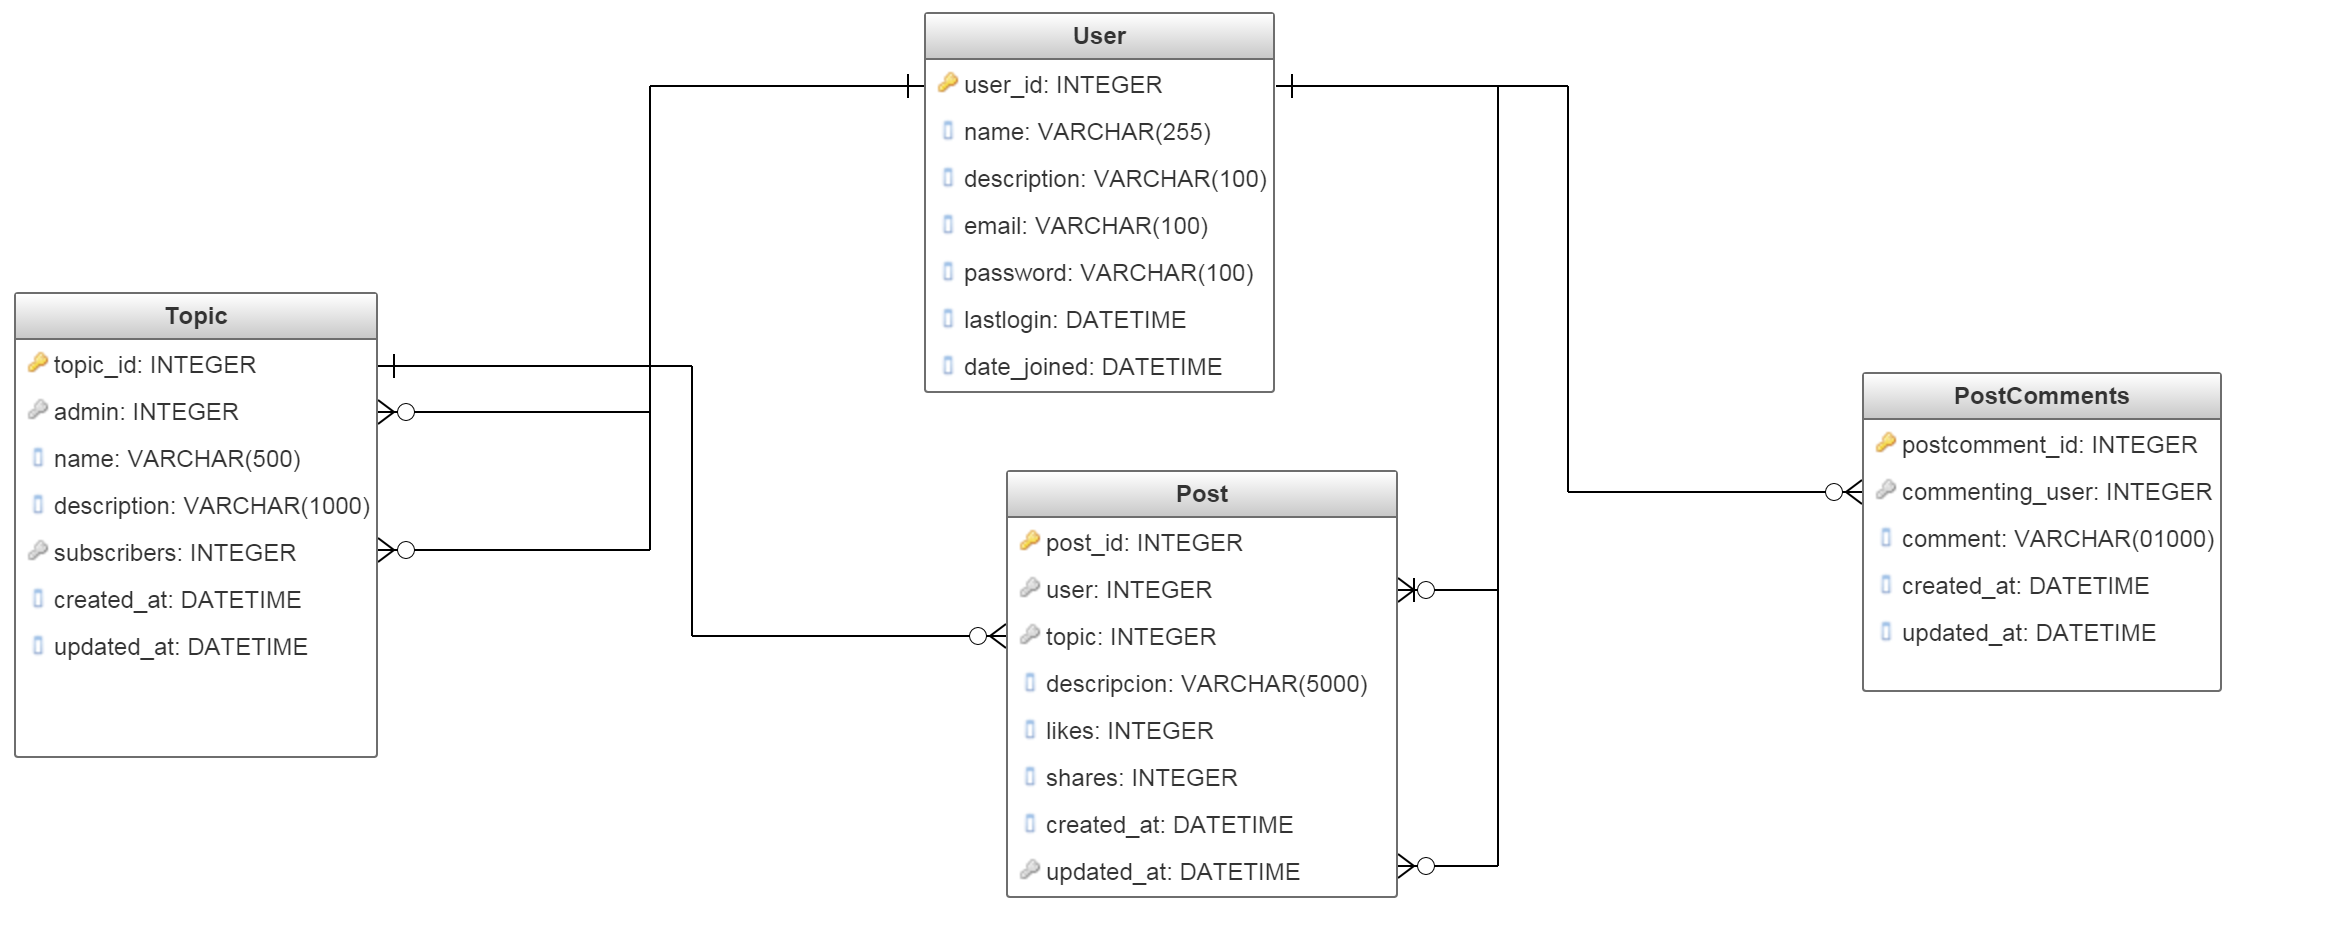 User
user_id: INTEGER
name: VARCHAR(255)
description: VARCHAR(100)
email: VARCHAR(100)
password: VARCHAR(100)
lastlogin: DATETIME
date_joined: DATETIME
Topic
topic_id: INTEGER
admin: INTEGER
name: VARCHAR(500)
description: VARCHAR(1000)
subscribers: INTEGER
created_at: DATETIME
updated_at: DATETIME
Post
post_id: INTEGER
user: INTEGER
topic: INTEGER
descripcion: VARCHAR(5000)
likes: INTEGER
shares: INTEGER
created_at: DATETIME
updated_at: DATETIME
PostComments
postcomment_id: INTEGER
commenting_user: INTEGER
comment: VARCHAR(01000)
created_at: DATETIME
updated_at: DATETIME